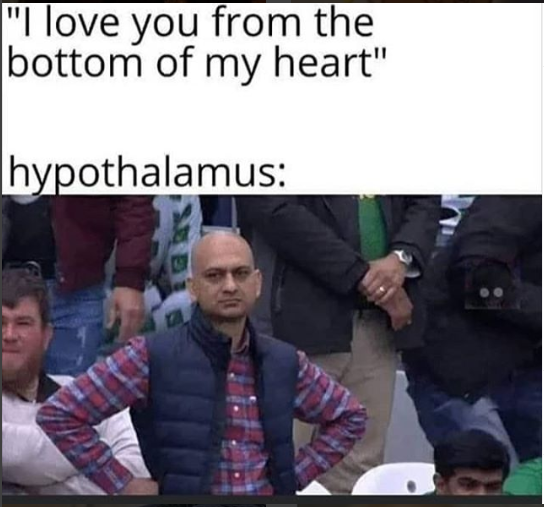 "I love you from the
bottom of my heart"
hypothalamus: